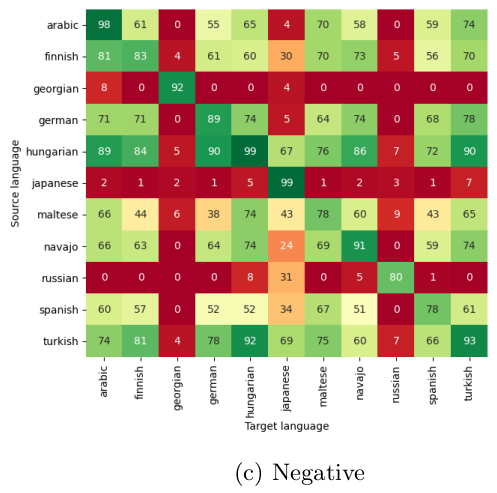 arabic 98 61 0 55 65 4 70 58 0 59 74
finnish 81 83 4 61 60 30 70 73 5 56 70
georgian 8 0 92 0 0 4 0 0 0 0 0
german 71 71 0 89 74 5 64 74 0 68 78
hungarian 89 84 5 90 99 67 76 86 7 72 90
japanese 2 1 2 1 5 99 1 2 3 1 7
maltese 66 44 6 38 74 43 78 60 9 43 65
navajo 66 63 0 64 74 24 69 91 0 59 74
russian 0 0 0 0 8 31 0 5 80 1 0
spanish 60 57 0 52 52 34 67 51 0 78 61
turkish 74 81 4 78 92 69 75 60 7 66 93
Source language
arabic finnish georgian german hungarian japanese maltese navajo russian spanish turkish
Target language
(c) Negative